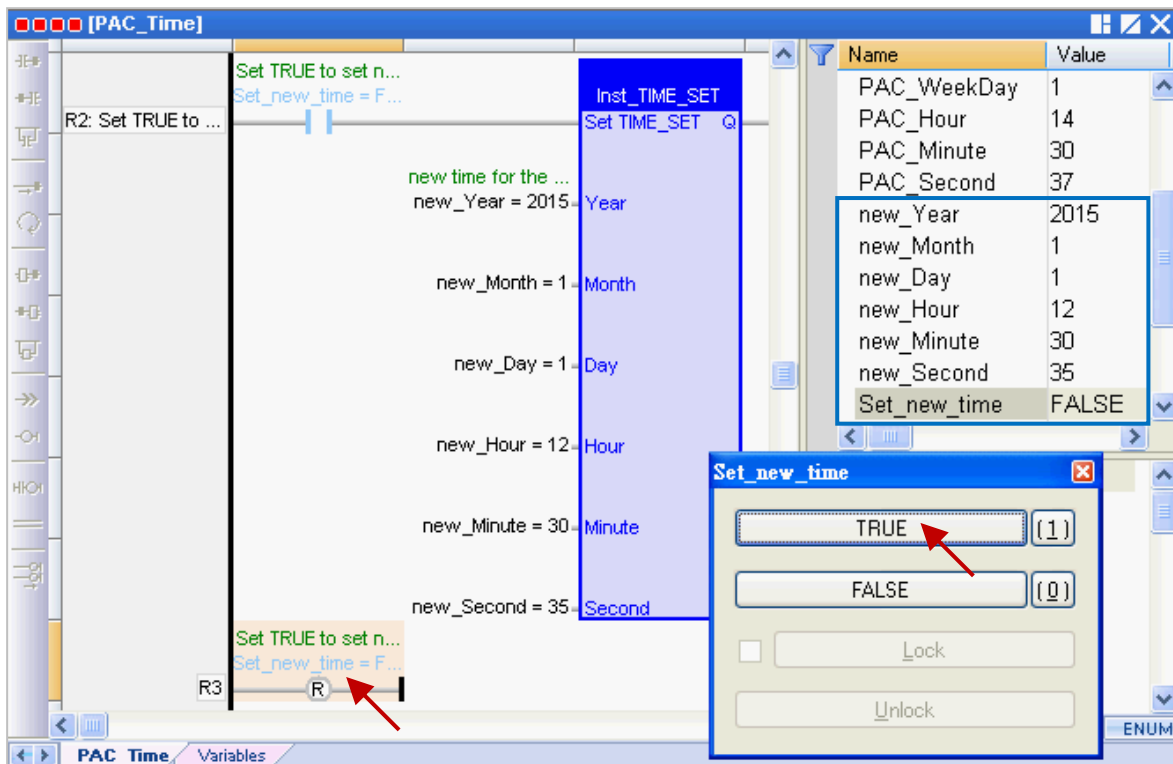 [PAC_Time]
Set TRUE to set n...
Set_new_time = F...
R2: Set TRUE to ...
Inst_TIME_SET
Set TIME_SET Q
new time for the ...
new_Year = 2015 Year
new_Month = 1 Month
new_Day = 1 Day
new_Hour = 12 Hour
new_Minute = 30 Minute
new_Second = 35 Second
Set TRUE to set n...
Set_new_time = F...
R3 R
PAC_Time Variables
Name Value
PAC_WeekDay 1
PAC_Hour 14
PAC_Minute 30
PAC_Second 37
new_Year 2015
new_Month 1
new_Day 1
new_Hour 12
new_Minute 30
new_Second 35
Set_new_time FALSE
Set_new_time
TRUE (1)
FALSE (0)
Lock
Unlock
ENUM